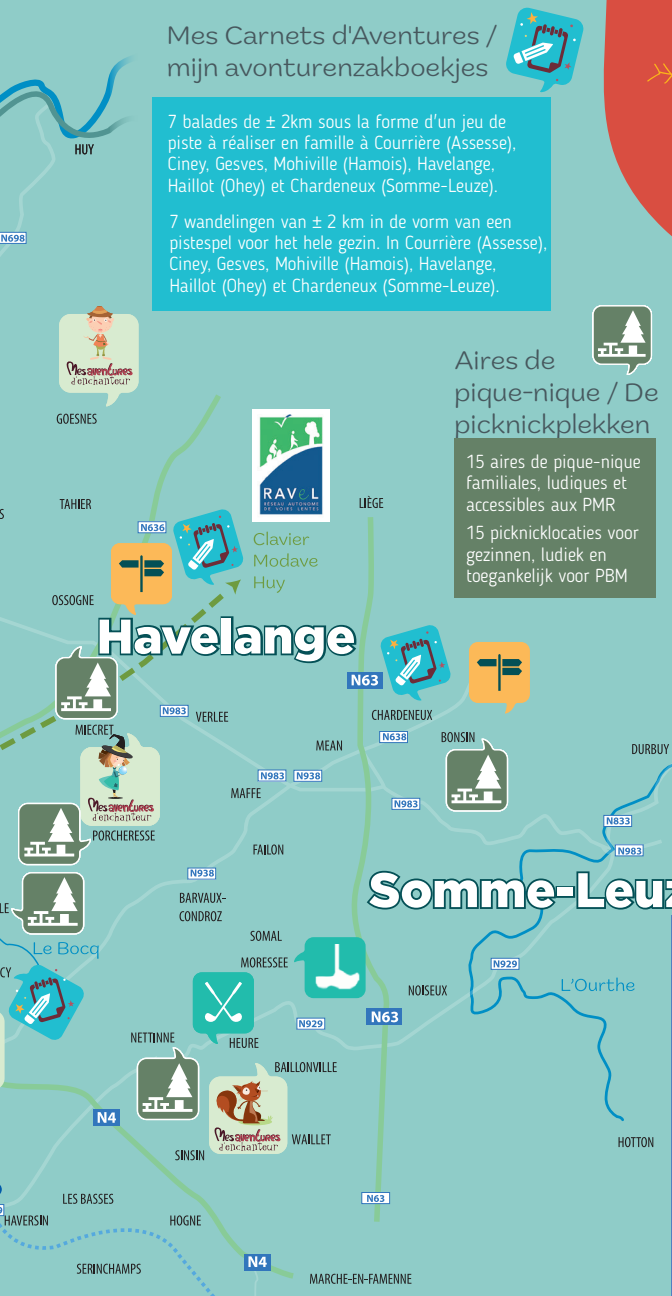 Mes Carnets d'Aventures /
mijn avonturenzakboekjes
7 balades de ± 2km sous la forme d'un jeu de
piste à réaliser en famille à Courrière (Assesse),
Ciney, Gesves, Mohiville (Hamois), Havelange,
Haillot (Ohey) et Chardeneux (Somme-Leuze).
7 wandelingen van ± 2 km in de vorm van een
pistespel voor het hele gezin. In Courrière (Assesse),
Ciney, Gesves, Mohiville (Hamois), Havelange,
Haillot (Ohey) et Chardeneux (Somme-Leuze).
HUY
N698
Mes aventures
d'enchanteur
GOESNES
Aires de
pique-nique / De
picknickplekken
15 aires de pique-nique
familiales, ludiques et
accessibles aux PMR
15 picknicklocaties voor
gezinnen, ludiek en
toegankelijk voor PBM
RAVeL
RÉSEAU AUTONOME
DE VOIES LENTES
TAHIER
S
LIÈGE
N636
Clavier
Modave
Huy
OSSOGNE
Havelange
N63
MIECRET
N983
VERLEE
CHARDENEUX
MEAN
N638
BONSIN
DURBUY
N983
N938
MAFFE
N983
Mes aventures
d'enchanteur
PORCHERESSE
N833
FAILON
N983
N938
Somme-Leuz
BARVAUX-
CONDROZ
LE
SOMAL
Le Bocq
MORESSEE
CY
N929
L'Ourthe
NOISEUX
N63
N929
NETTINNE
HEURE
BAILLONVILLE
N4
Mes aventures
d'enchanteur
WAILLET
HOTTON
SINSIN
LES BASSES
N63
HAVERSIN
HOGNE
N4
SERINCHAMPS
MARCHE-EN-FAMENNE